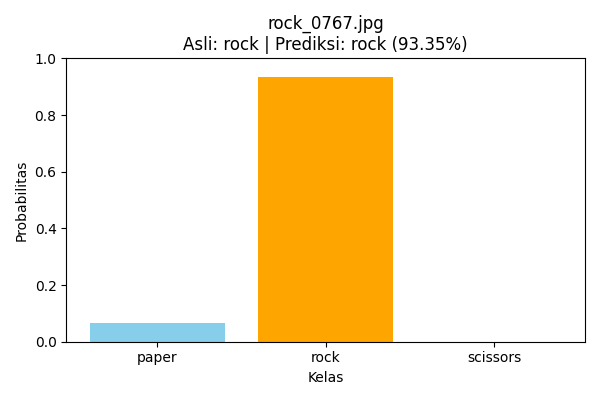 rock_0767.jpg
Asli: rock | Prediksi: rock (93.35%)
1.0
0.8
0.6
0.4
0.2
0.0
Probabilitas
paper
rock
scissors
Kelas